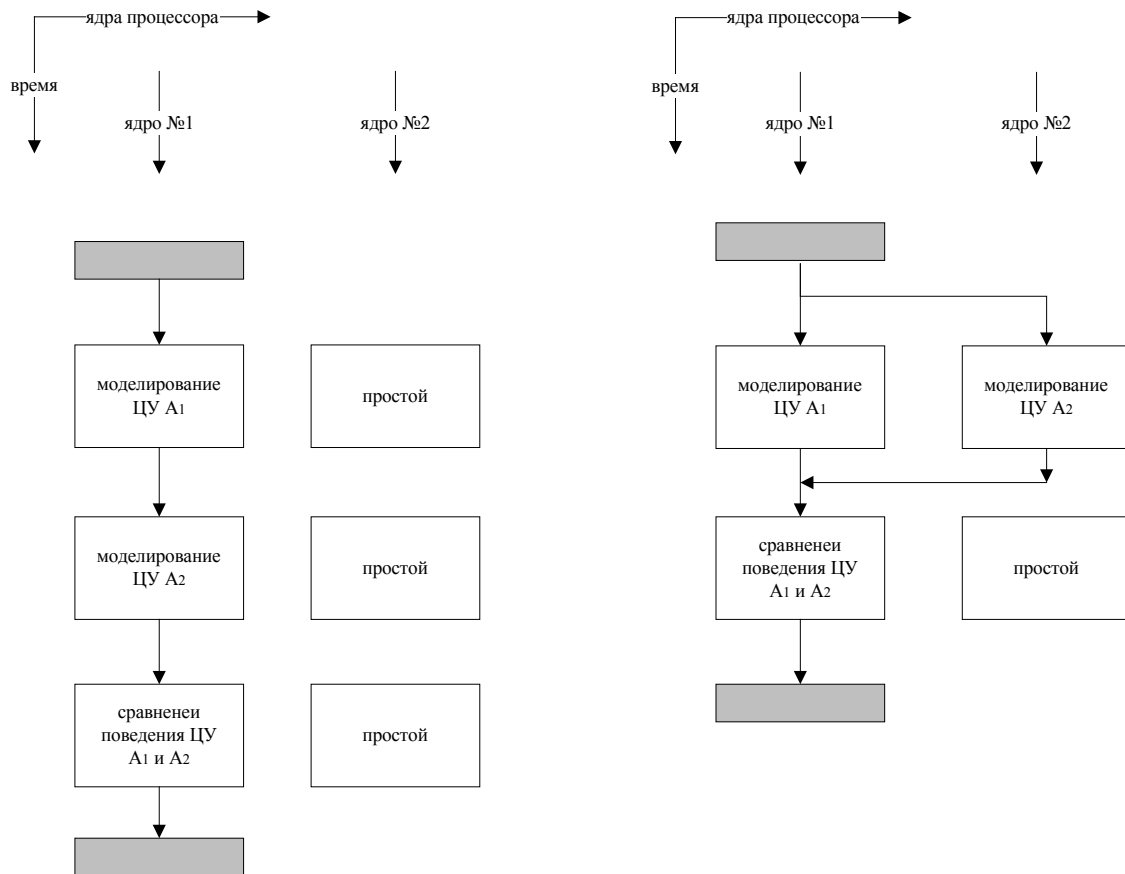 ядра процессора
время
ядро №1
ядро №2
моделирование
ЦУ А1
простой
моделирование
ЦУ А2
простой
сравненеи
поведения ЦУ
А1 и А2
простой
ядра процессора
время
ядро №1
ядро №2
моделирование
ЦУ А1
моделирование
ЦУ А2
сравненеи
поведения ЦУ
А1 и А2
простой